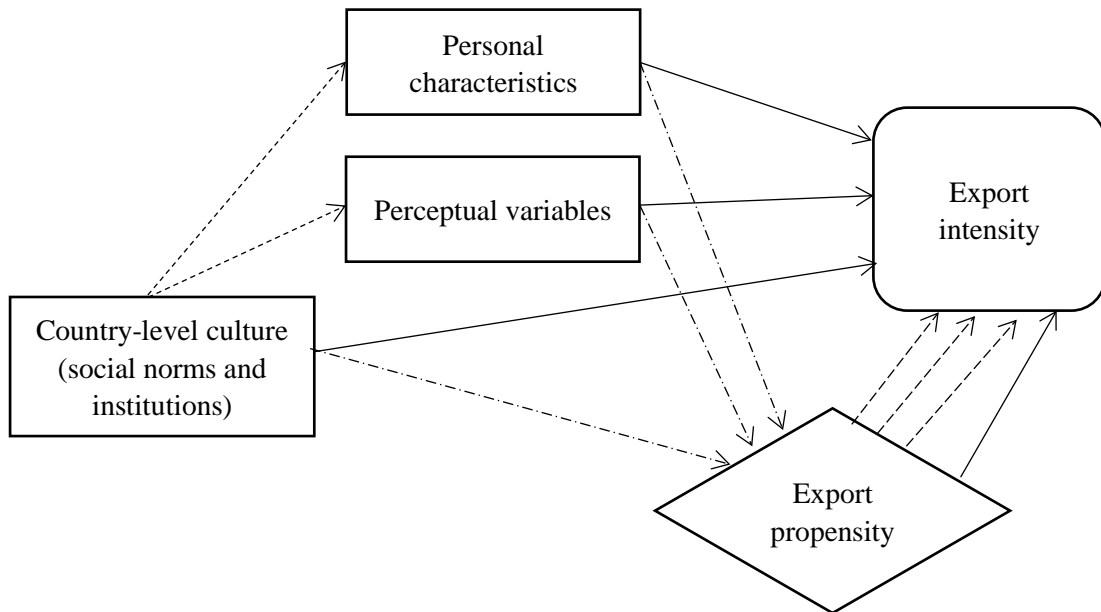 Personal
characteristics
Perceptual variables
Export
intensity
Country-level culture
(social norms and
institutions)
Export
propensity